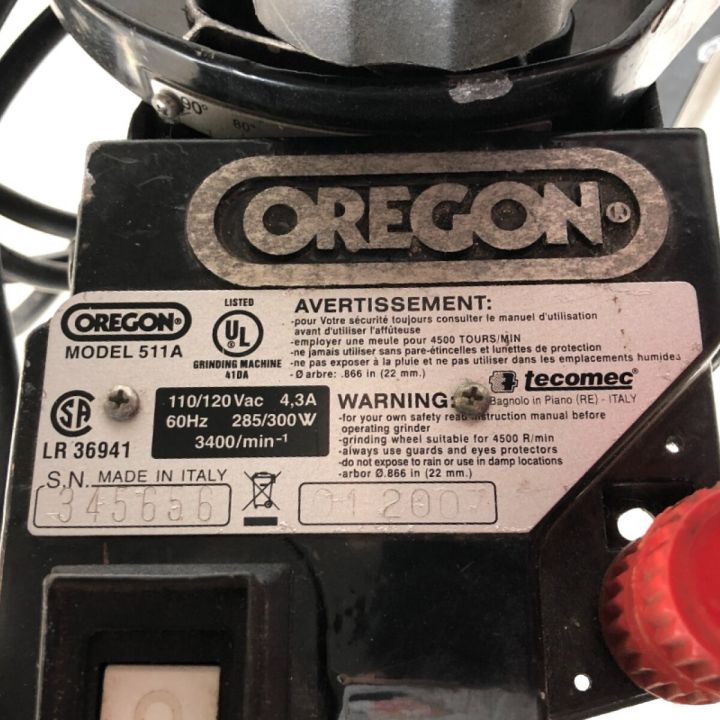 90°
80°
OREGON®
OREGON®
MODEL 511A
LISTED
UL®
GRINDING MACHINE
41DA
AVERTISSEMENT:
-pour Votre sécurité toujours consulter le manuel d'utilisation
avant d'utiliser l'affúteuse
-employer une meule pour 4500 TOURS/MIN
-ne jamais utiliser sans pare-étincelles et lunettes de protection
-ne pas exposer à la pluie et ne pas utiliser dans les emplacements humides
-Ø arbre: .866 in (22 mm.)
tecomec®
Bagnolo in Piano (RE) - ITALY
SA
LR 36941
110/120 Vac 4,3A
60Hz 285/300W
3400/min-1
WARNING:
-for your own safety read instruction manual before
operating grinder
-grinding wheel suitable for 4500 R/min
-always use guards and eyes protectors
-do not expose to rain or use in damp locations
-arbor Ø.866 in (22 mm.)
S.N. MADE IN ITALY
345656
01 2007